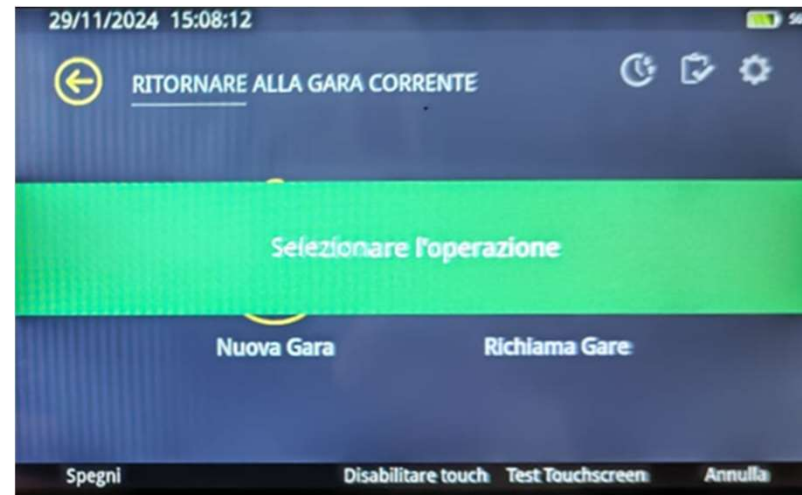 29/11/2024 15:08:12
RITORNARE ALLA GARA CORRENTE
Selezionare l'operazione
Nuova Gara Richiama Gare
Spegni Disabilitare touch Test Touchscreen Annulla